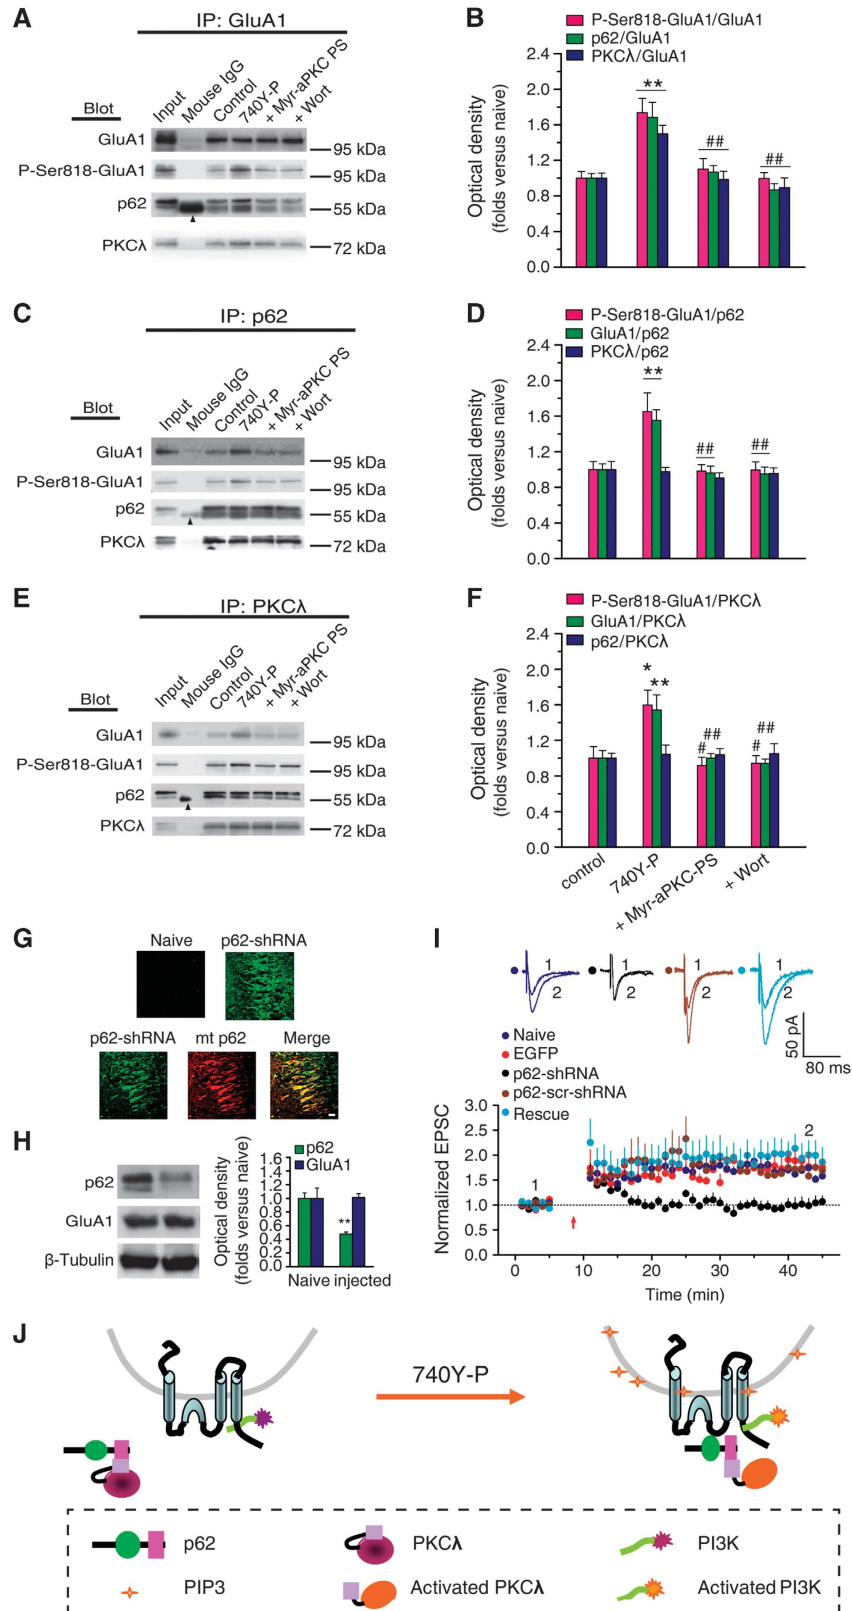 A
IP: GluA1
Blot
Input
Mouse IgG
Control
740Y-P
+ Myr-aPKC PS
+ Wort
GluA1
95 kDa
P-Ser818-GluA1
95 kDa
p62
55 kDa
PKCλ
72 kDa
B
P-Ser818-GluA1/GluA1
p62/GluA1
PKCλ/GluA1
Optical density
(folds versus naive)
2.4
2.0
1.6
1.2
0.8
0.4
0.0
**
##
##
C
IP: p62
Blot
Input
Mouse IgG
Control
740Y-P
+ Myr-aPKC PS
+ Wort
GluA1
95 kDa
P-Ser818-GluA1
95 kDa
p62
55 kDa
PKCλ
72 kDa
D
P-Ser818-GluA1/p62
GluA1/p62
PKCλ/p62
Optical density
(folds versus naive)
2.4
2.0
1.6
1.2
0.8
0.4
0.0
**
##
##
E
IP: PKCλ
Blot
Input
Mouse IgG
Control
740Y-P
+ Myr-aPKC PS
+ Wort
GluA1
95 kDa
P-Ser818-GluA1
95 kDa
p62
55 kDa
PKCλ
72 kDa
F
P-Ser818-GluA1/PKCλ
GluA1/PKCλ
p62/PKCλ
Optical density
(folds versus naive)
2.4
2.0
1.6
1.2
0.8
0.4
0.0
*
**
##
#
##
#
control
740Y-P
+ Myr-aPKC-PS
+ Wort
G
Naive
p62-shRNA
p62-shRNA
mt p62
Merge
H
p62
GluA1
β-Tubulin
p62
GluA1
Optical density
(folds versus naive)
1.6
1.4
1.2
1.0
0.8
0.6
0.4
0.2
0.0
**
Naive injected
I
1
2
1
2
1
2
1
2
50 pA
80 ms
Naive
EGFP
p62-shRNA
p62-scr-shRNA
Rescue
Normalized EPSC
3.0
2.5
2.0
1.5
1.0
0.5
0.0
1
2
0
10
20
30
40
Time (min)
J
740Y-P
p62
PKCλ
PI3K
PIP3
Activated PKCλ
Activated PI3K